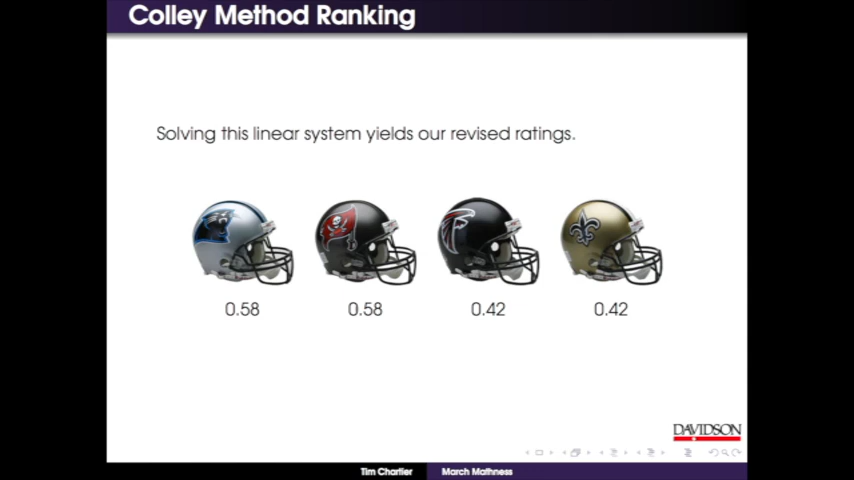 Colley Method Ranking
Solving this linear system yields our revised ratings.
0.58 0.58 0.42 0.42
DAVIDSON
Tim Chartier March Mathness